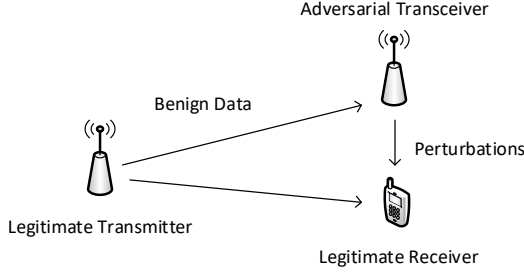 Adversarial Transceiver
Benign Data
Perturbations
Legitimate Transmitter
Legitimate Receiver